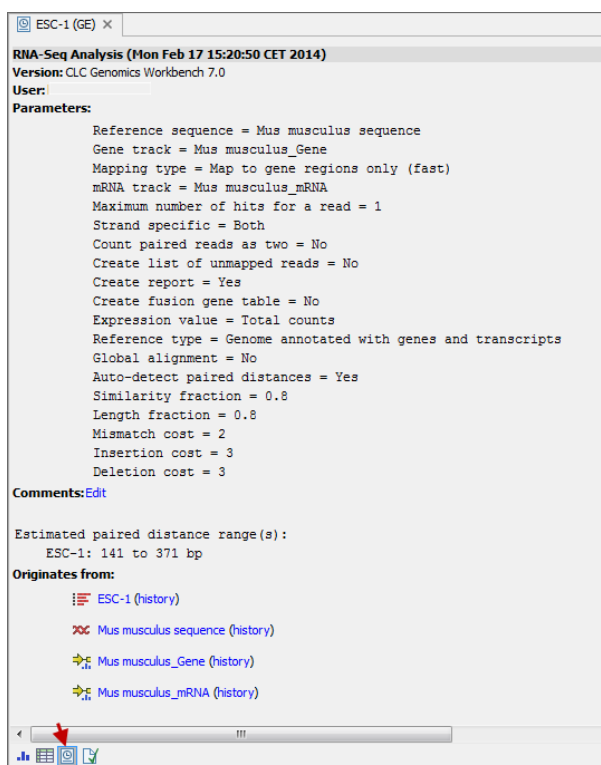 ESC-1 (GE)
RNA-Seq Analysis (Mon Feb 17 15:20:50 CET 2014)
Version: CLC Genomics Workbench 7.0
User:
Parameters:
Reference sequence = Mus musculus sequence
Gene track = Mus musculus_Gene
Mapping type = Map to gene regions only (fast)
mRNA track = Mus musculus_mRNA
Maximum number of hits for a read = 1
Strand specific = Both
Count paired reads as two = No
Create list of unmapped reads = No
Create report = Yes
Create fusion gene table = No
Expression value = Total counts
Reference type = Genome annotated with genes and transcripts
Global alignment = No
Auto-detect paired distances = Yes
Similarity fraction = 0.8
Length fraction = 0.8
Mismatch cost = 2
Insertion cost = 3
Deletion cost = 3
Comments: Edit
Estimated paired distance range(s):
ESC-1: 141 to 371 bp
Originates from:
ESC-1 (history)
Mus musculus sequence (history)
Mus musculus_Gene (history)
Mus musculus_mRNA (history)